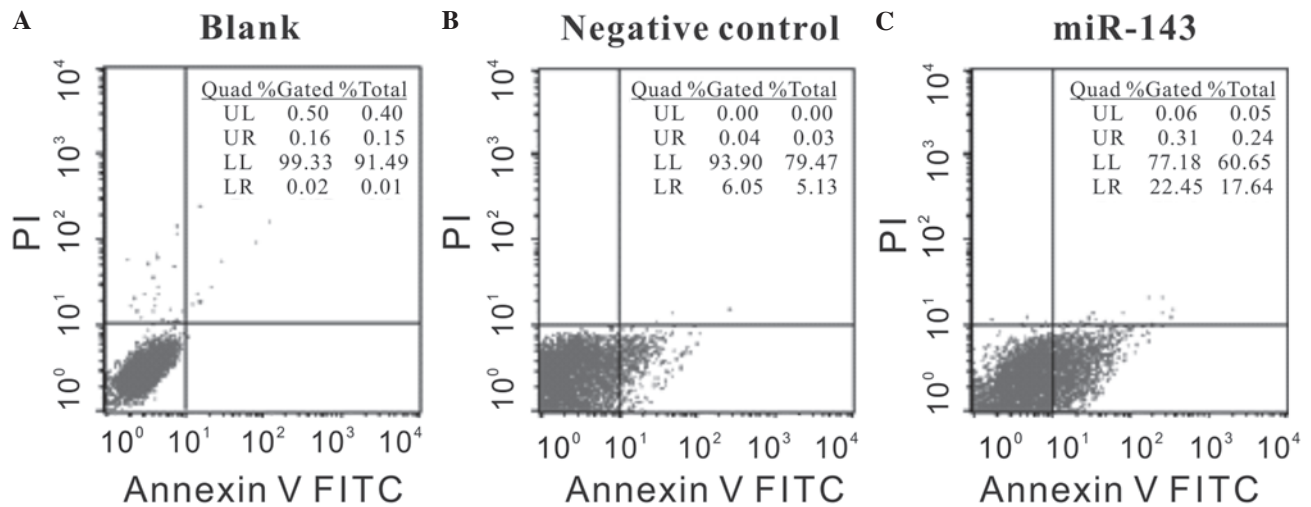 A Blank
Quad %Gated %Total
UL 0.50 0.40
UR 0.16 0.15
LL 99.33 91.49
LR 0.02 0.01
PI
10⁴
10³
10²
10¹
10⁰
10⁰ 10¹ 10² 10³ 10⁴
Annexin V FITC
B Negative control
Quad %Gated %Total
UL 0.00 0.00
UR 0.04 0.03
LL 93.90 79.47
LR 6.05 5.13
PI
10⁴
10³
10²
10¹
10⁰
10⁰ 10¹ 10² 10³ 10⁴
Annexin V FITC
C miR-143
Quad %Gated %Total
UL 0.06 0.05
UR 0.31 0.24
LL 77.18 60.65
LR 22.45 17.64
PI
10⁴
10³
10²
10¹
10⁰
10⁰ 10¹ 10² 10³ 10⁴
Annexin V FITC